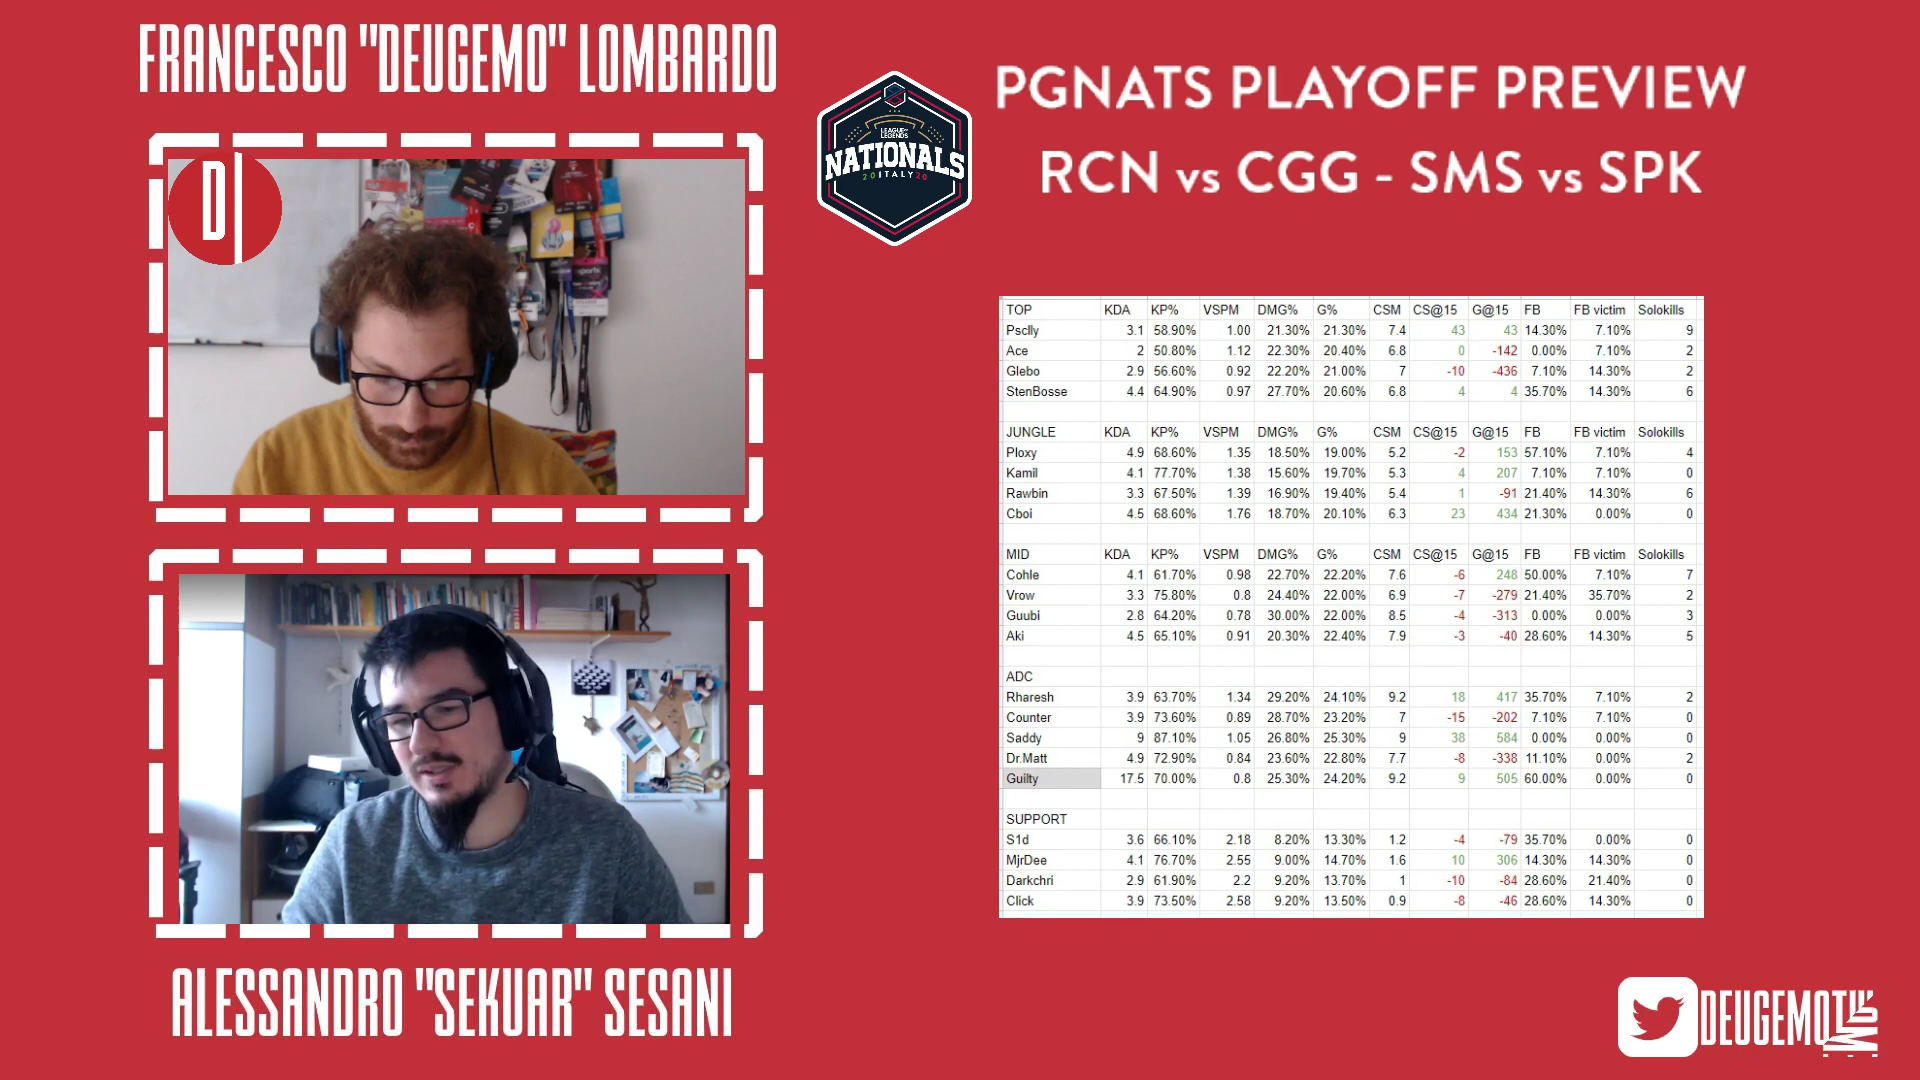 FRANCESCO "DEUGEMO" LOMBARDO
D
LEAGUE OF
LEGENDS
NATIONALS
20ITALY20
PGNATS PLAYOFF PREVIEW
RCN vs CGG - SMS vs SPK
TOP KDA KP% VSPM DMG% G% CSM CS@15 G@15 FB FB victim Solokills
Psclly 3.1 58.90% 1.00 21.30% 21.30% 7.4 43 43 14.30% 7.10% 9
Ace 2 50.80% 1.12 22.30% 20.40% 6.8 0 -142 0.00% 7.10% 2
Glebo 2.9 56.60% 0.92 22.20% 21.00% 7 -10 -436 7.10% 14.30% 2
StenBosse 4.4 64.90% 0.97 27.70% 20.60% 6.8 4 4 35.70% 14.30% 6
JUNGLE KDA KP% VSPM DMG% G% CSM CS@15 G@15 FB FB victim Solokills
Ploxy 4.9 68.60% 1.35 18.50% 19.00% 5.2 -2 153 57.10% 7.10% 4
Kamil 4.1 77.70% 1.38 15.60% 19.70% 5.3 4 207 7.10% 7.10% 0
Rawbin 3.3 67.50% 1.39 16.90% 19.40% 5.4 1 -91 21.40% 14.30% 6
Cboi 4.5 68.60% 1.76 18.70% 20.10% 6.3 23 434 21.30% 0.00% 0
MID KDA KP% VSPM DMG% G% CSM CS@15 G@15 FB FB victim Solokills
Cohle 4.1 61.70% 0.98 22.70% 22.20% 7.6 -6 248 50.00% 7.10% 7
Vrow 3.3 75.80% 0.8 24.40% 22.00% 6.9 -7 -279 21.40% 35.70% 2
Guubi 2.8 64.20% 0.78 30.00% 22.00% 8.5 -4 -313 0.00% 0.00% 3
Aki 4.5 65.10% 0.91 20.30% 22.40% 7.9 -3 -40 28.60% 14.30% 5
ADC
Rharesh 3.9 63.70% 1.34 29.20% 24.10% 9.2 18 417 35.70% 7.10% 2
Counter 3.9 73.60% 0.89 28.70% 23.20% 7 -15 -202 7.10% 7.10% 0
Saddy 9 87.10% 1.05 26.80% 25.30% 9 38 584 0.00% 0.00% 0
Dr.Matt 4.9 72.90% 0.84 23.60% 22.80% 7.7 -8 -338 11.10% 0.00% 2
Guilty 17.5 70.00% 0.8 25.30% 24.20% 9.2 9 505 60.00% 0.00% 0
SUPPORT
S1d 3.6 66.10% 2.18 8.20% 13.30% 1.2 -4 -79 35.70% 0.00% 0
MjrDee 4.1 76.70% 2.55 9.00% 14.70% 1.6 10 306 14.30% 14.30% 0
Darkchri 2.9 61.90% 2.2 9.20% 13.70% 1 -10 -84 28.60% 21.40% 0
Click 3.9 73.50% 2.58 9.20% 13.50% 0.9 -8 -46 28.60% 14.30% 0
ALESSANDRO "SEKUAR" SESANI